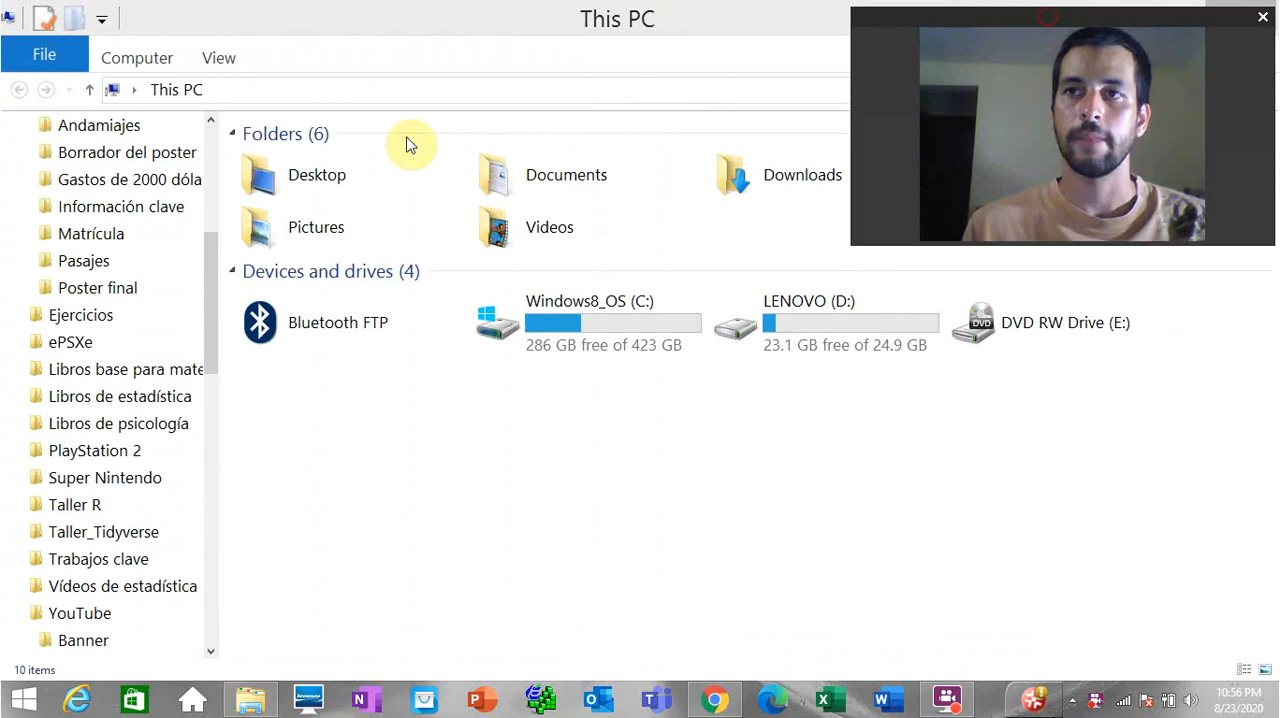 This PC
File
Computer
View
This PC
Andamiajes
Borrador del poster
Gastos de 2000 dóla
Información clave
Matrícula
Pasajes
Poster final
Ejercicios
ePSXe
Libros base para mate
Libros de estadística
Libros de psicología
PlayStation 2
Super Nintendo
Taller R
Taller_Tidyverse
Trabajos clave
Vídeos de estadística
YouTube
Banner
Folders (6)
Desktop
Documents
Downloads
Pictures
Videos
Devices and drives (4)
Bluetooth FTP
Windows8_OS (C:)
286 GB free of 423 GB
LENOVO (D:)
23.1 GB free of 24.9 GB
DVD
DVD RW Drive (E:)
10 items
10:56 PM
8/23/2020